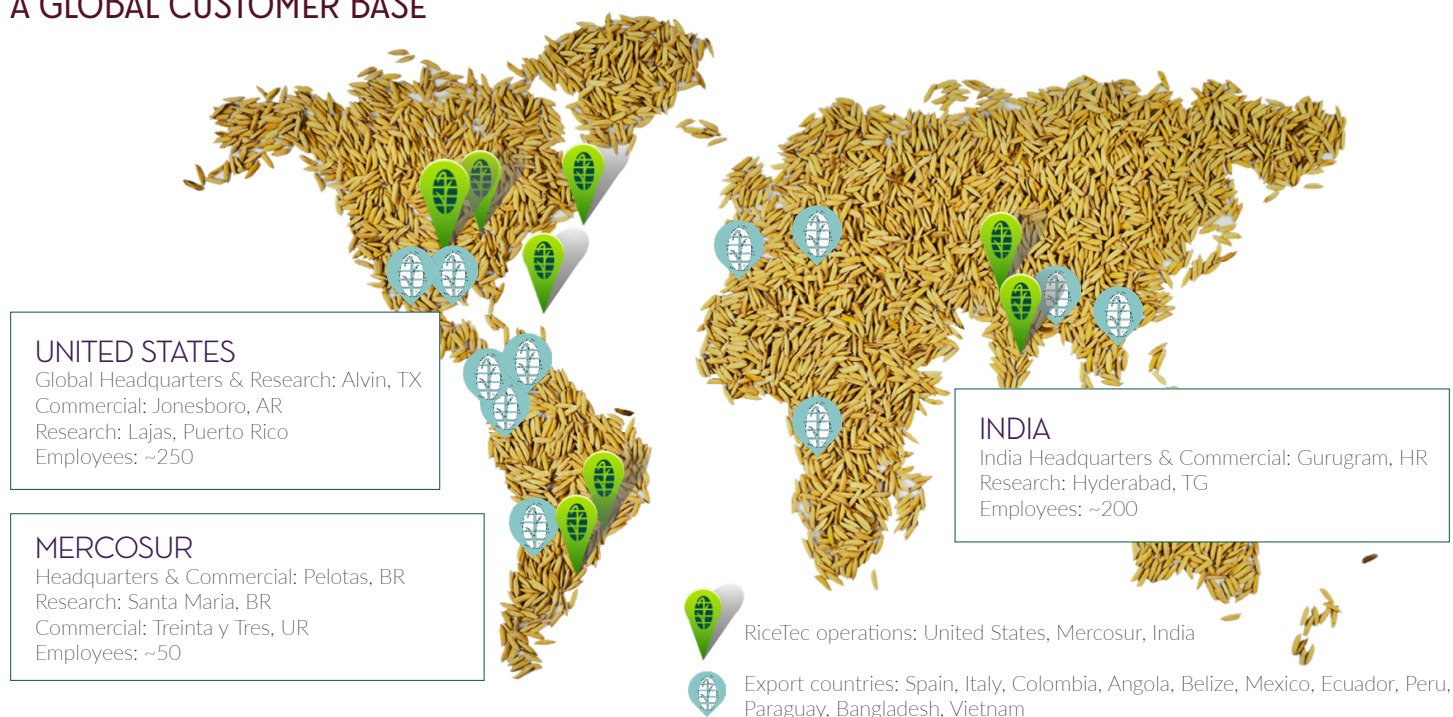 A GLOBAL CUSTOMER BASE
UNITED STATES
Global Headquarters & Research: Alvin, TX
Commercial: Jonesboro, AR
Research: Lajas, Puerto Rico
Employees: ~250
MERCOSUR
Headquarters & Commercial: Pelotas, BR
Research: Santa Maria, BR
Commercial: Treinta y Tres, UR
Employees: ~50
INDIA
India Headquarters & Commercial: Gurugram, HR
Research: Hyderabad, TG
Employees: ~200
RiceTec operations: United States, Mercosur, India
Export countries: Spain, Italy, Colombia, Angola, Belize, Mexico, Ecuador, Peru,
Paraguay, Bangladesh, Vietnam